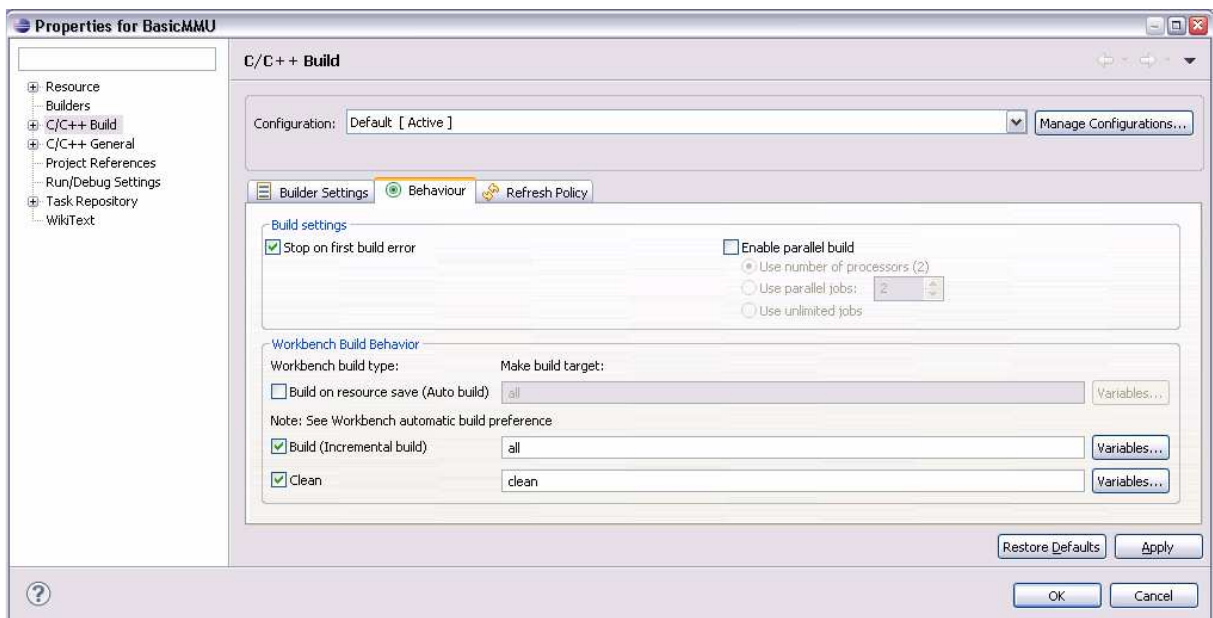 Properties for BasicMMU
C/C++ Build
Resource
Builders
C/C++ Build
C/C++ General
Project References
Run/Debug Settings
Task Repository
WikiText
Configuration: Default [ Active ] Manage Configurations...
Builder Settings Behaviour Refresh Policy
Build settings
Stop on first build error Enable parallel build
Use number of processors (2)
Use parallel jobs: 2
Use unlimited jobs
Workbench Build Behavior
Workbench build type: Make build target:
Build on resource save (Auto build) all Variables...
Note: See Workbench automatic build preference
Build (Incremental build) all Variables...
Clean clean Variables...
Restore Defaults Apply
? OK Cancel